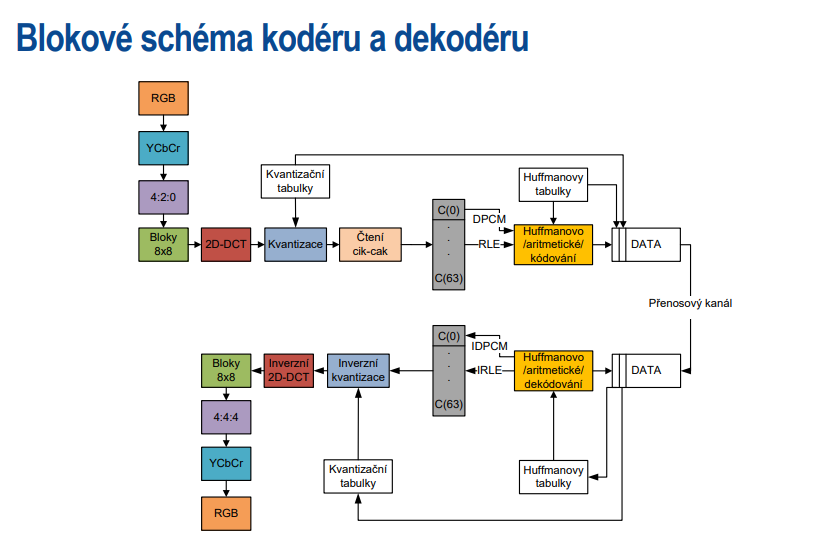 Blokové schéma kodéru a dekodéru
RGB
YCbCr
4:2:0
Bloky
8x8
2D-DCT
Kvantizační
tabulky
Kvantizace
Čtení
cik-cak
C(0)
.
.
.
C(63)
DPCM
RLE
Huffmanovy
tabulky
Huffmanovo
/aritmetické/
kódování
DATA
Přenosový kanál
DATA
Huffmanovo
/aritmetické/
dekódování
Huffmanovy
tabulky
IDPCM
IRLE
C(0)
.
.
.
C(63)
Inverzní
kvantizace
Kvantizační
tabulky
Inverzní
2D-DCT
Bloky
8x8
4:4:4
YCbCr
RGB